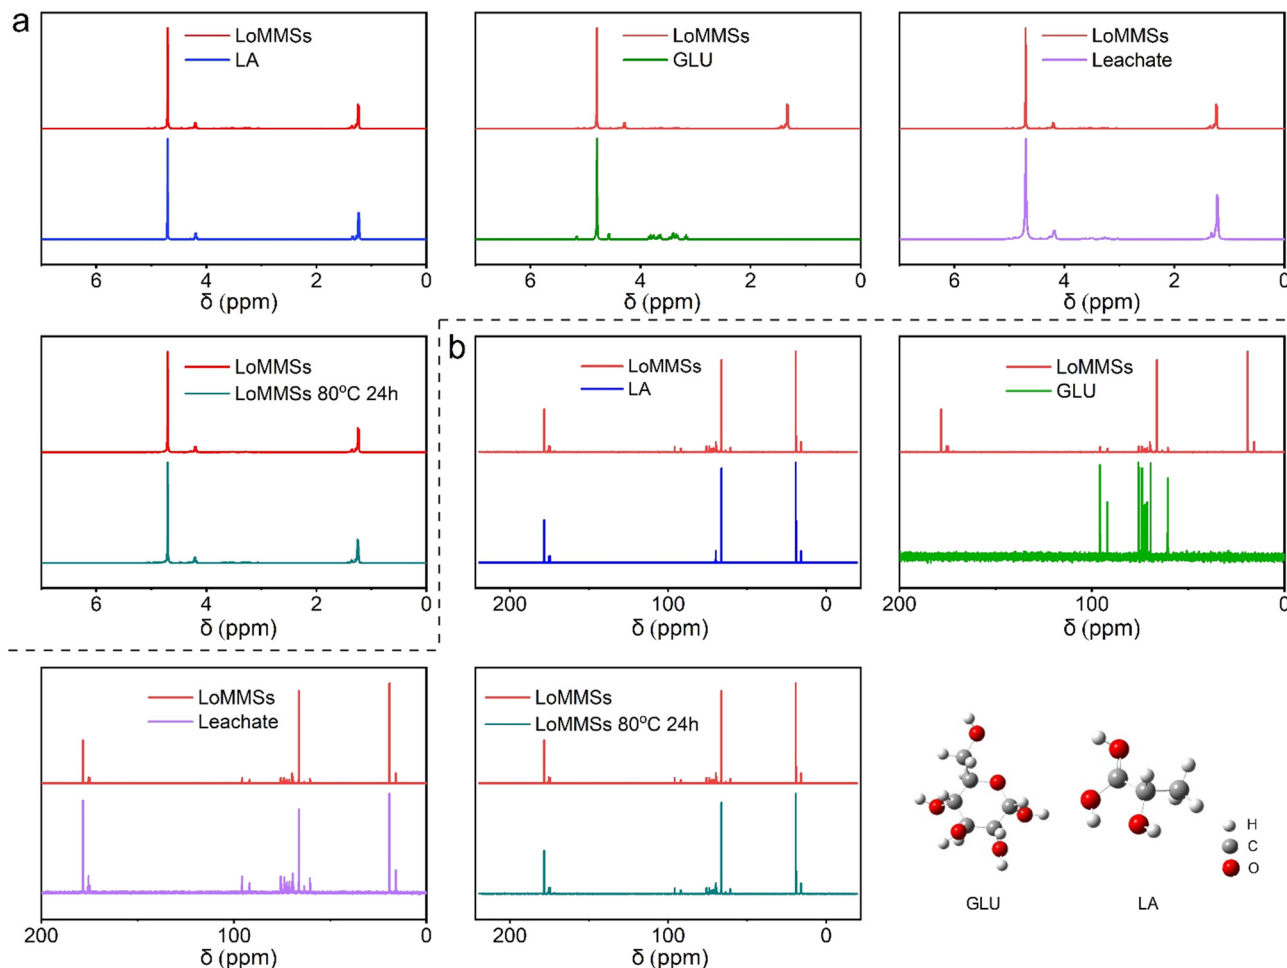 a
LoMMSs
LA
6 4 2 0
δ (ppm)
LoMMSs
GLU
6 4 2 0
δ (ppm)
LoMMSs
Leachate
6 4 2 0
δ (ppm)
LoMMSs
LoMMSs 80°C 24h
6 4 2 0
δ (ppm)
b
LoMMSs
LA
200 100 0
δ (ppm)
LoMMSs
GLU
200 100 0
δ (ppm)
LoMMSs
Leachate
200 100 0
δ (ppm)
LoMMSs
LoMMSs 80°C 24h
200 100 0
δ (ppm)
H
C
O
GLU
LA